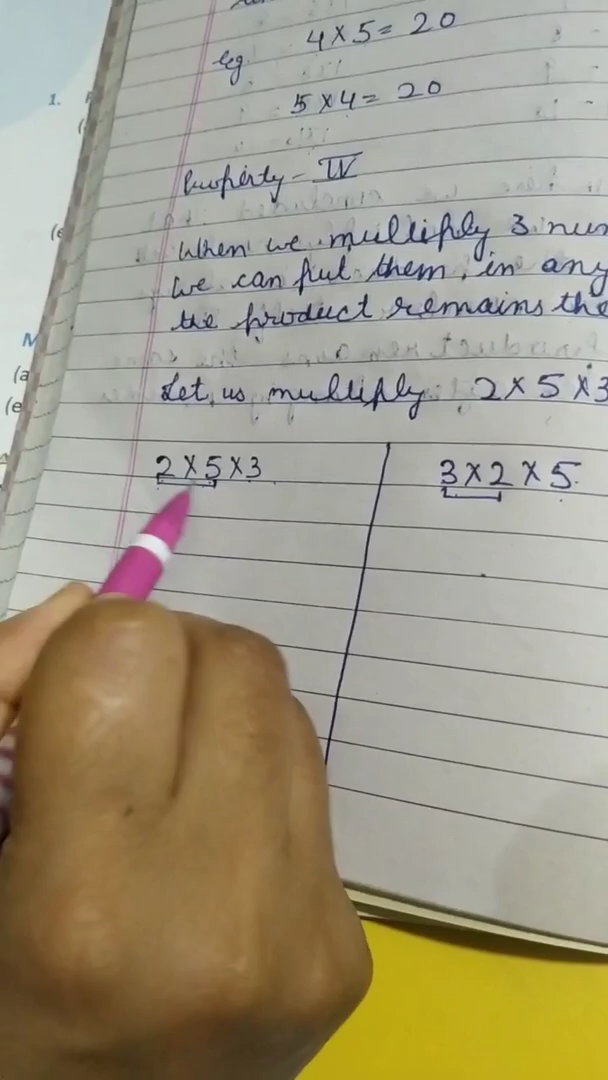 4 × 5 = 20
eg
5 × 4 = 20
Property - IV
When we multiply 3
we can put them in any
the product remains the
Let us multiply 2 × 5 × 3
2 × 5 × 3
3 × 2 × 5
1.
(a
(e